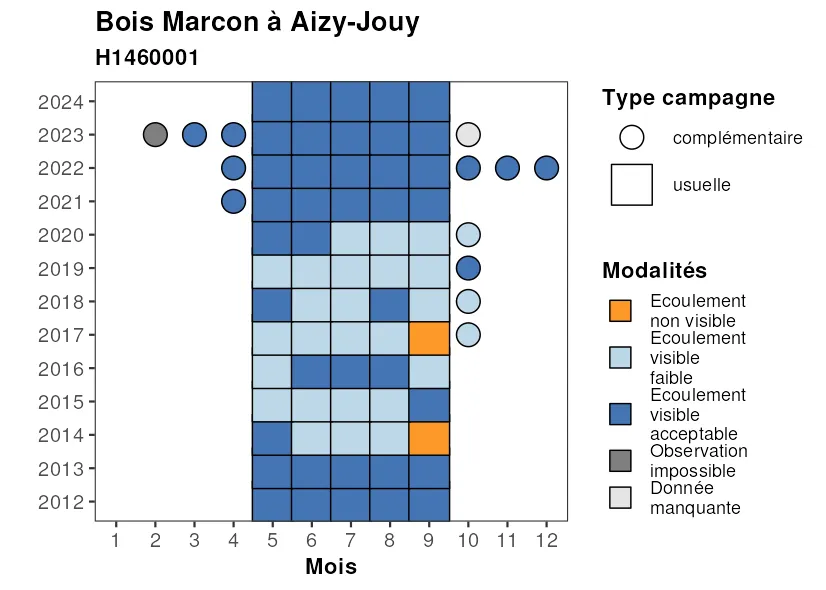 Bois Marcon à Aizy-Jouy
H1460001
2024
2023
2022
2021
2020
2019
2018
2017
2016
2015
2014
2013
2012
1 2 3 4 5 6 7 8 9 10 11 12
Mois
Type campagne
complémentaire
usuelle
Modalités
Ecoulement
non visible
Ecoulement
visible
faible
Ecoulement
visible
acceptable
Observation
impossible
Donnée
manquante